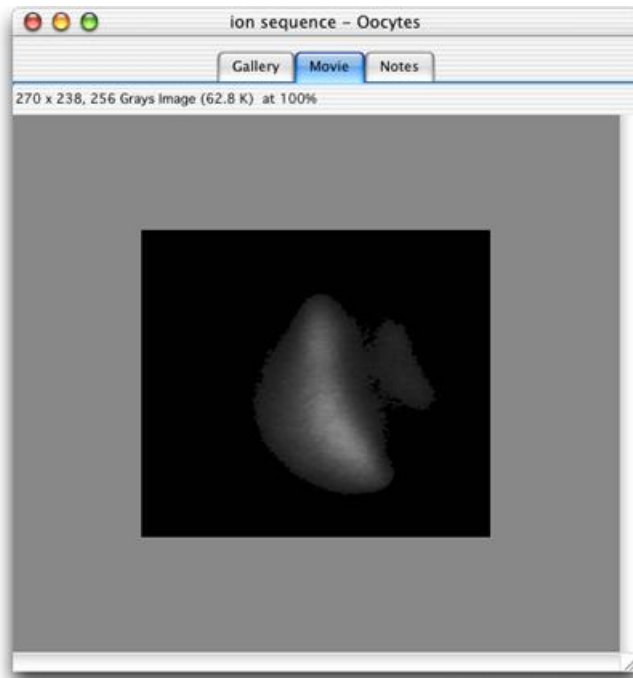 ion sequence – Oocytes
Gallery Movie Notes
270 x 238, 256 Grays Image (62.8 K) at 100%